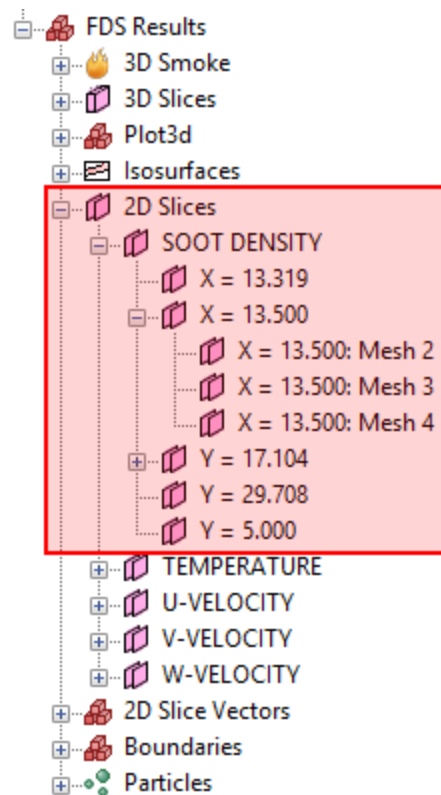 FDS Results
3D Smoke
3D Slices
Plot3d
Isosurfaces
2D Slices
SOOT DENSITY
X = 13.319
X = 13.500
X = 13.500: Mesh 2
X = 13.500: Mesh 3
X = 13.500: Mesh 4
Y = 17.104
Y = 29.708
Y = 5.000
TEMPERATURE
U-VELOCITY
V-VELOCITY
W-VELOCITY
2D Slice Vectors
Boundaries
Particles